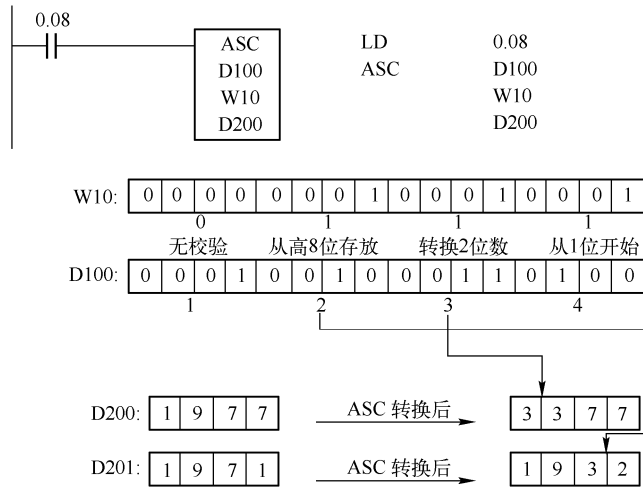 0.08
ASC
D100
W10
D200
LD 0.08
ASC D100
W10
D200
W10: 0 0 0 0 0 0 0 1 0 0 0 1 0 0 0 1
0 1 1 1
无校验 从高8位存放 转换2位数 从1位开始
D100: 0 0 0 1 0 0 1 0 0 0 1 1 0 1 0 0
1 2 3 4
D200: 1 9 7 7 ASC 转换后 3 3 7 7
D201: 1 9 7 1 ASC 转换后 1 9 3 2